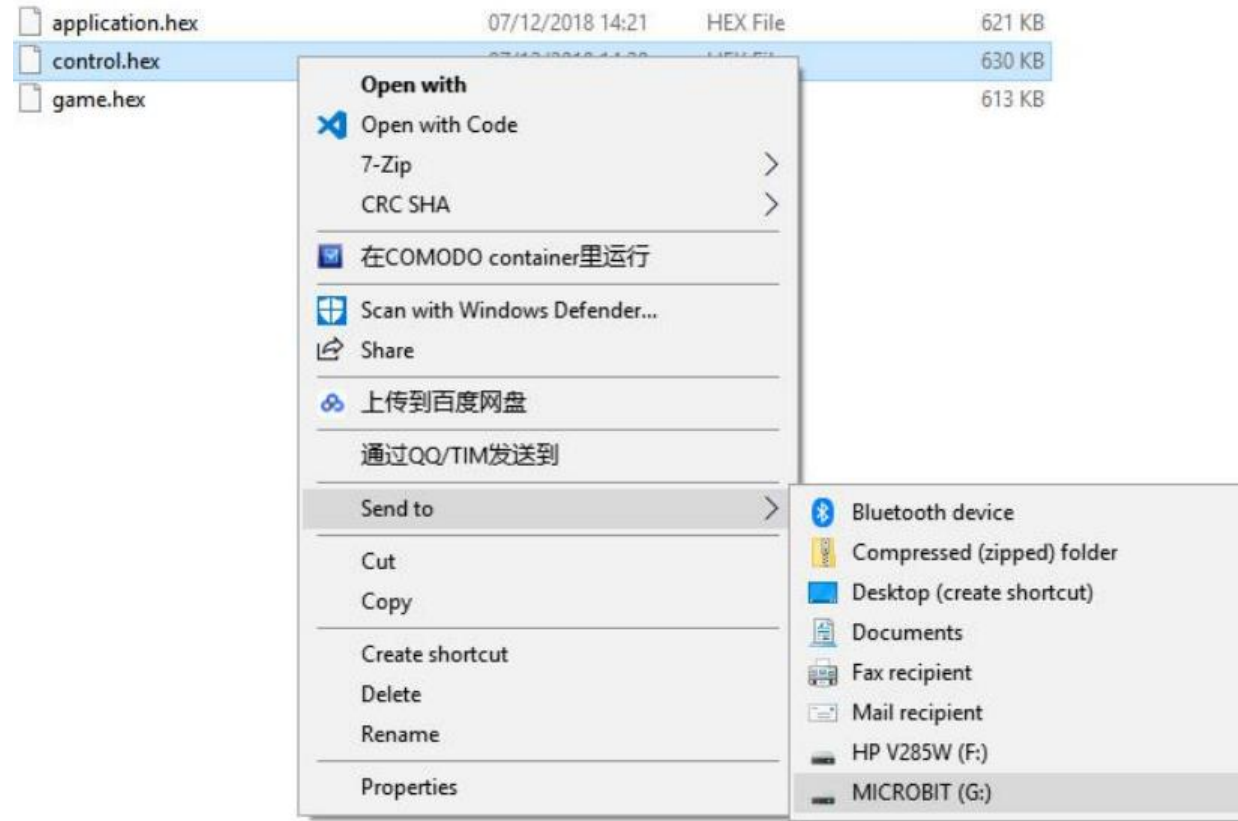 application.hex 07/12/2018 14:21 HEX File 621 KB
control.hex 630 KB
game.hex 613 KB
Open with
Open with Code
7-Zip
CRC SHA
在COMODO container里运行
Scan with Windows Defender...
Share
上传到百度网盘
通过QQ/TIM发送到
Send to
Cut
Copy
Create shortcut
Delete
Rename
Properties
Bluetooth device
Compressed (zipped) folder
Desktop (create shortcut)
Documents
Fax recipient
Mail recipient
HP V285W (F:)
MICROBIT (G:)